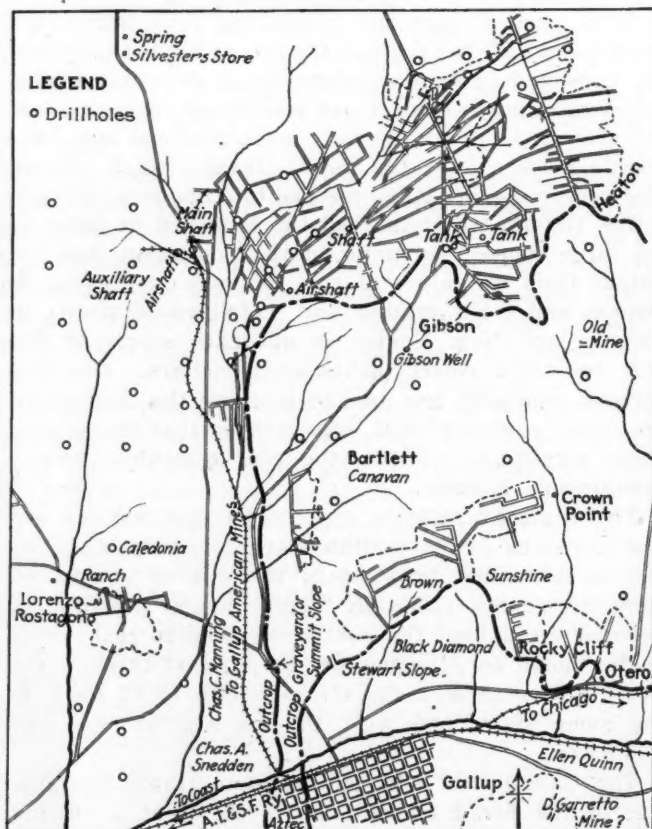 Spring
Silvester's Store
LEGEND
Drillholes
Heaton
Main
Shaft
Airshaft
Shaft
Tank
Tank
Auxiliary
Shaft
Airshaft
Gibson
Gibson Well
Old
Mine
Bartlett
Canavan
Crown
Point
Caledonia
Ranch
Brown
Sunshine
Lorenzo
Rostagono
Chas. C. Manning
To Gallup American Mines
Outcrop
Outcrop
Graveyard or
Summit Slope
Black Diamond
Stewart Slope
Rocky Cliff
Otero
To Chicago
Chas. A.
Snedden
Ellen Quinn
To Coast
A.T.& S.F. Ry.
Gallup
Aztec
D. Garretto
Mine?